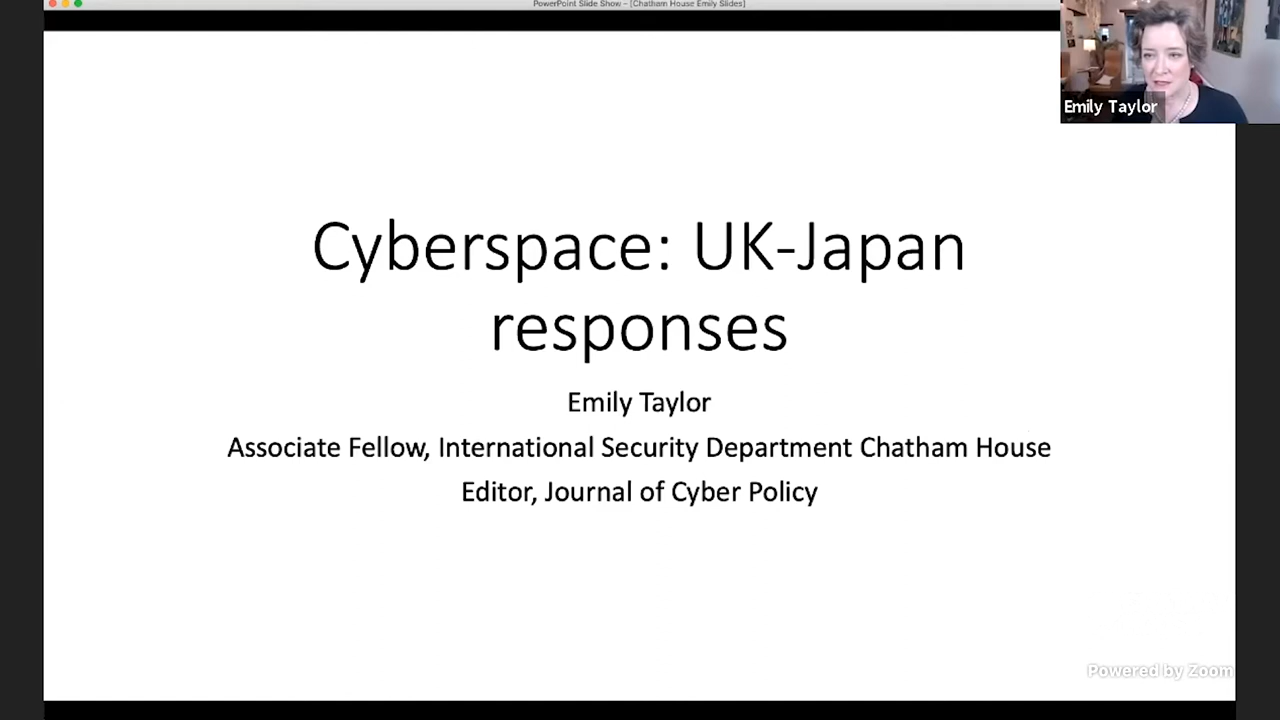 PowerPoint Slide Show - [Chatham House Emily Slides]
Emily Taylor
Cyberspace: UK-Japan
responses
Emily Taylor
Associate Fellow, International Security Department Chatham House
Editor, Journal of Cyber Policy
Powered by Zoom